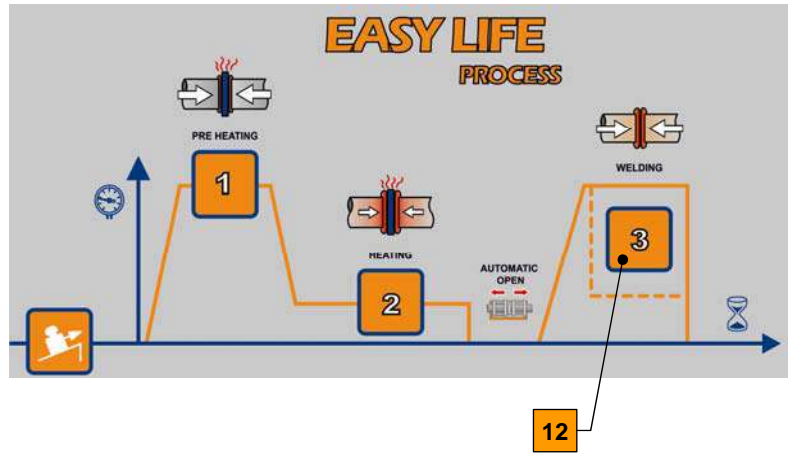 EASY LIFE
PROCESS
PRE HEATING
1
HEATING
2
AUTOMATIC
OPEN
WELDING
3
12